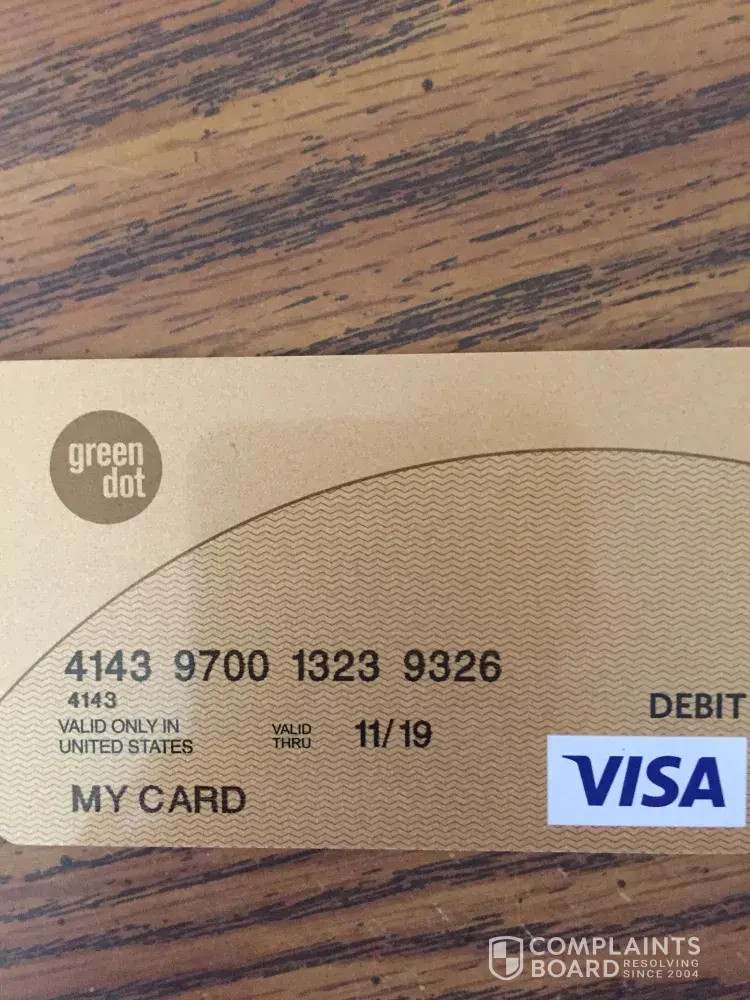 green
dot
4143 9700 1323 9326
4143
VALID ONLY IN
UNITED STATES
VALID
THRU
11/19
MY CARD
DEBIT
VISA
COMPLAINTS
BOARD RESOLVING
SINCE 2004